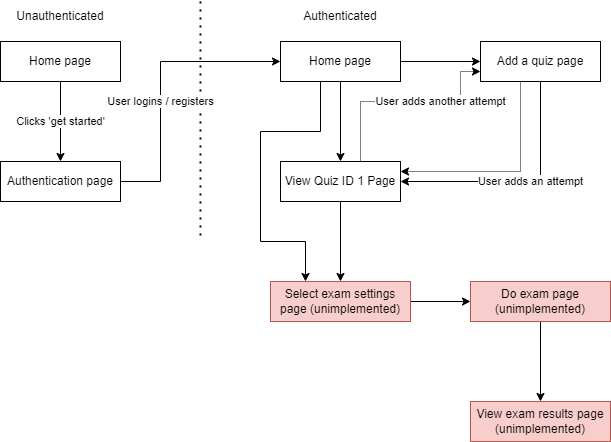 Unauthenticated
Authenticated
Home page
Home page
Add a quiz page
User logins / registers
User adds another attempt
Clicks 'get started'
Authentication page
View Quiz ID 1 Page
User adds an attempt
Select exam settings
page (unimplemented)
Do exam page
(unimplemented)
View exam results page
(unimplemented)